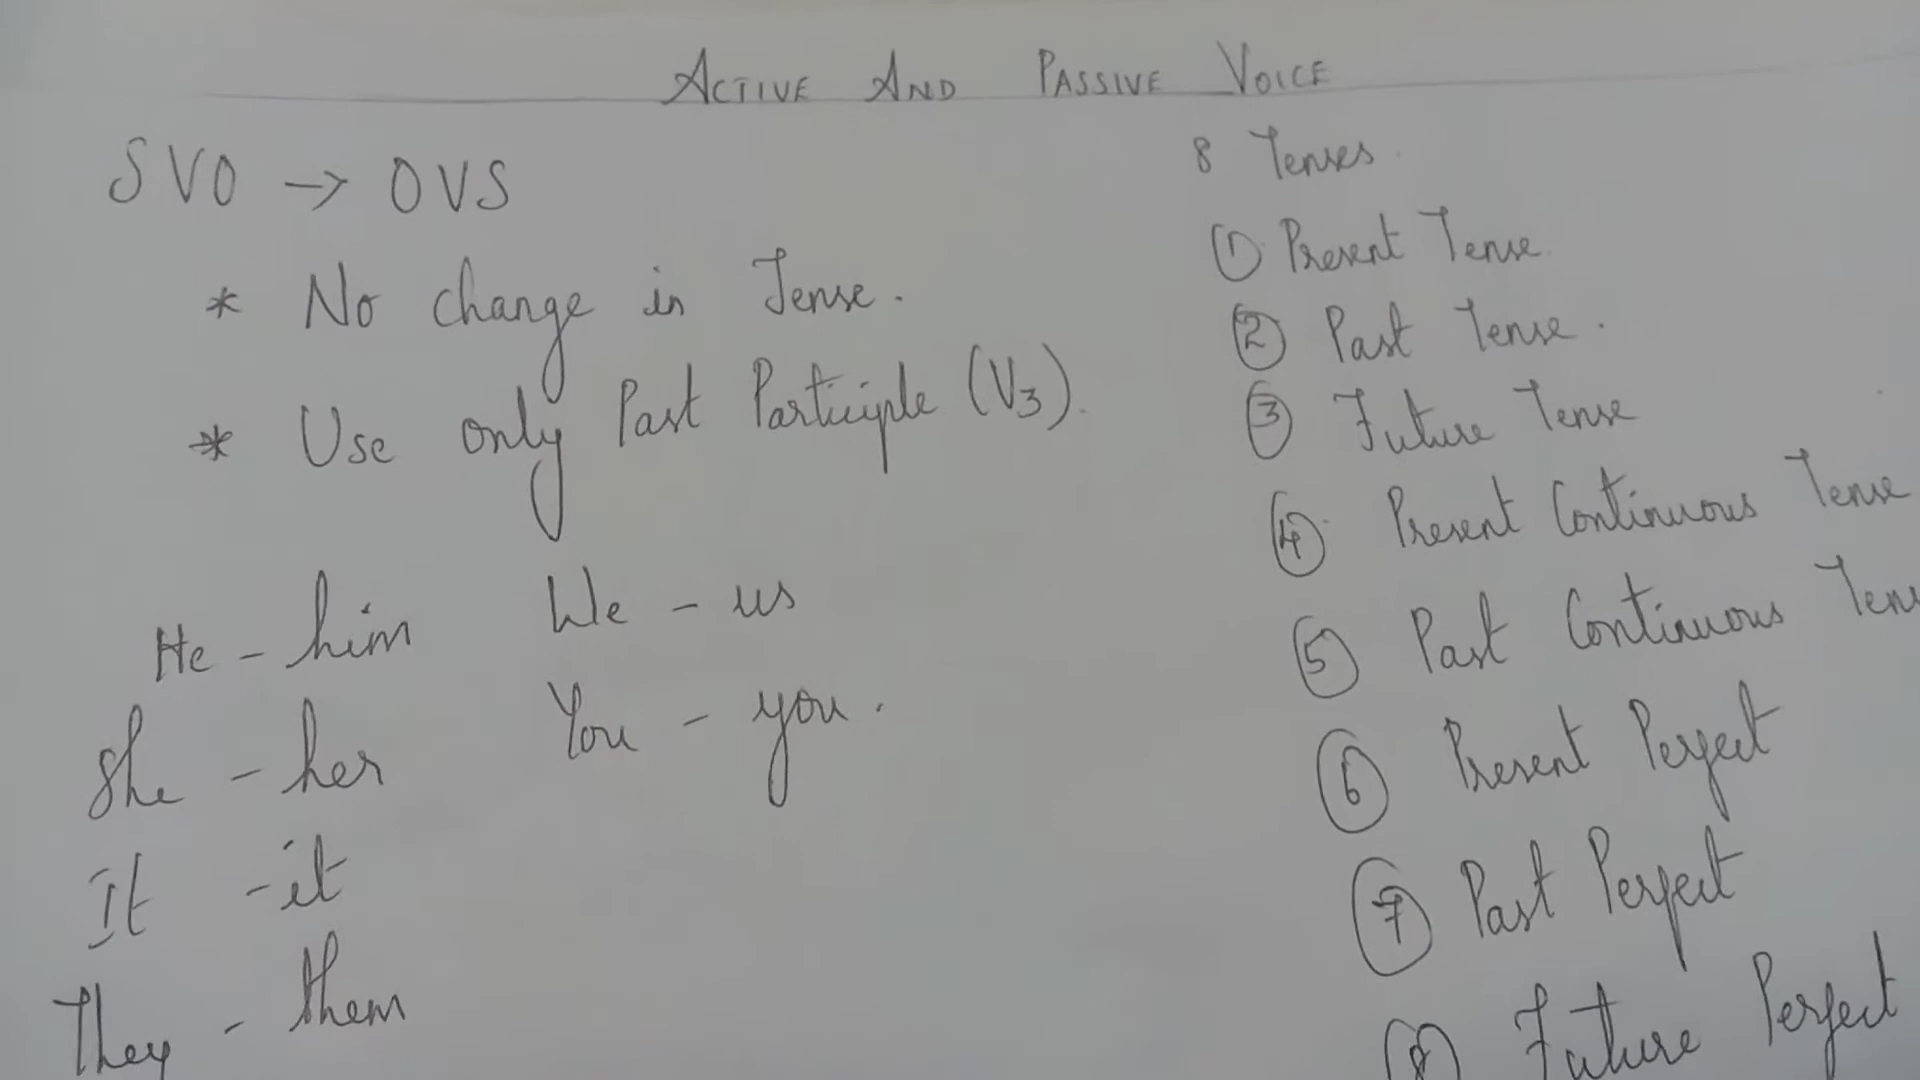 ACTIVE AND PASSIVE VOICE
SVO → OVS
* No change in Tense.
* Use only Past Participle (V3).
He - him
She - her
It - it
They - them
We - us
You - you.
8 Tenses.
① Present Tense.
② Past Tense.
③ Future Tense
④ Present Continuous Tense
⑤ Past Continuous Tens
⑥ Present Perfect
⑦ Past Perfect
⑧ Future Perfect